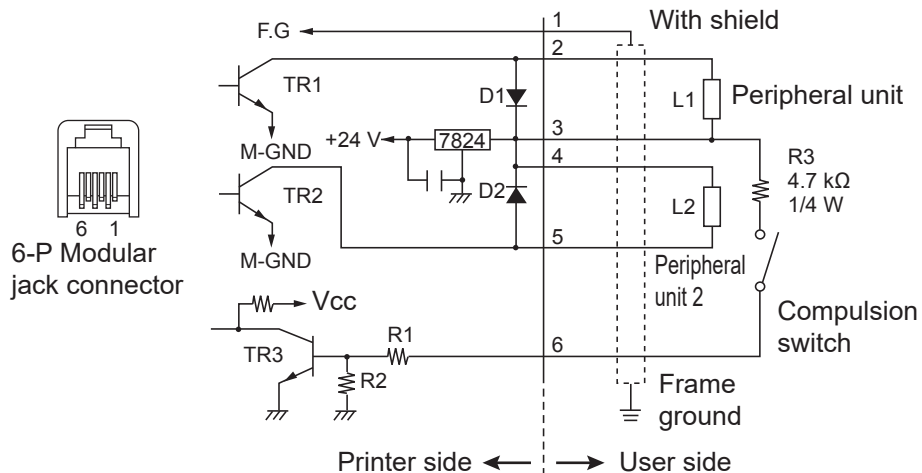 1
With shield
F.G
2
TR1
D1
L1
Peripheral unit
+24 V
7824
3
M-GND
4
R3
4.7 kΩ
1/4 W
TR2
D2
L2
6 1
6-P Modular
jack connector
M-GND
5
Peripheral
unit 2
Vcc
Compulsion
switch
TR3
R1
6
R2
Frame
ground
Printer side
User side